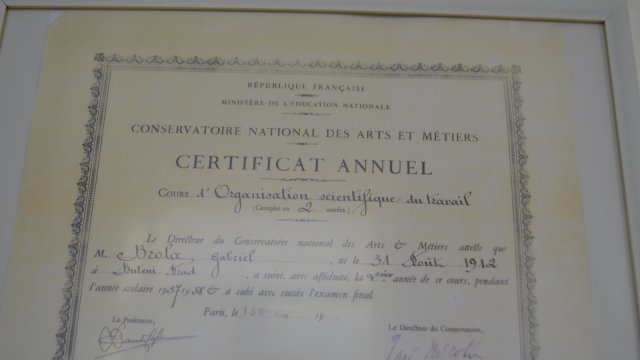 RÉPUBLIQUE FRANÇAISE
MINISTÈRE DE L'ÉDUCATION NATIONALE
CONSERVATOIRE NATIONAL DES ARTS ET MÉTIERS
CERTIFICAT ANNUEL
COURS d'Organisation scientifique du travail
(Complet en 2 années.)
Le Directeur du Conservatoire national des Arts & Métiers atteste que
M. Brola, Gabriel, né le 31 Août 1912
à, a suivi, avec assiduité, la 2ème année de ce cours, pendant
l'année scolaire 1937-1938 & a subi avec succès l'examen final.
Paris, le 19
Le Professeur,
Le Directeur du Conservatoire,